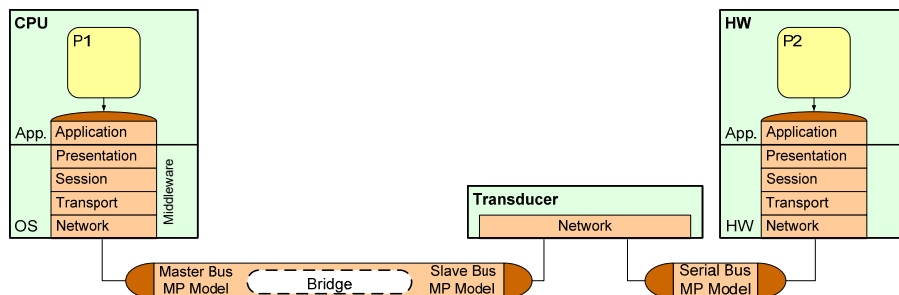 CPU
P1
App.
Application
Presentation
Session
Transport
Network
OS
Middleware
Transducer
Network
HW
P2
App.
Application
Presentation
Session
Transport
Network
HW
Master Bus
MP Model
Bridge
Slave Bus
MP Model
Serial Bus
MP Model